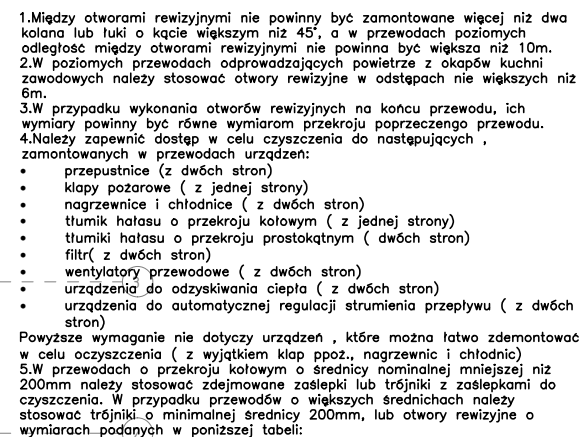 1.Między otworami rewizyjnymi nie powinny być zamontowane więcej niż dwa
kolana lub łuki o kącie większym niż 45°, a w przewodach poziomych
odległość między otworami rewizyjnymi nie powinna być większa niż 10m.
2.W poziomych przewodach odprowadzających powietrze z okapów kuchni
zawodowych należy stosować otwory rewizyjne w odstępach nie większych niż
6m.
3.W przypadku wykonania otworów rewizyjnych na końcu przewodu, ich
wymiary powinny być równe wymiarom przekroju poprzecznego przewodu.
4.Należy zapewnić dostęp w celu czyszczenia do następujących ,
zamontowanych w przewodach urządzeń:
• przepustnice (z dwóch stron)
• klapy pożarowe ( z jednej strony)
• nagrzewnice i chłodnice ( z dwóch stron)
• tłumik hałasu o przekroju kołowym ( z jednej strony)
• tłumiki hałasu o przekroju prostokątnym ( dwóch stron)
• filtr( z dwóch stron)
• wentylatory przewodowe ( z dwóch stron)
• urządzenia do odzyskiwania ciepła ( z dwóch stron)
• urządzenia do automatycznej regulacji strumienia przepływu ( z dwóch
stron)
Powyższe wymaganie nie dotyczy urządzeń , które można łatwo zdemontować
w celu oczyszczenia ( z wyjątkiem klap ppoż., nagrzewnic i chłodnic)
5.W przewodach o przekroju kołowym o średnicy nominalnej mniejszej niż
200mm należy stosować zdejmowane zaślepki lub trójniki z zaślepkami do
czyszczenia. W przypadku przewodów o większych średnichach należy
stosować trójniki o minimalnej średnicy 200mm, lub otwory rewizyjne o
wymiarach podanych w poniższej tabeli: